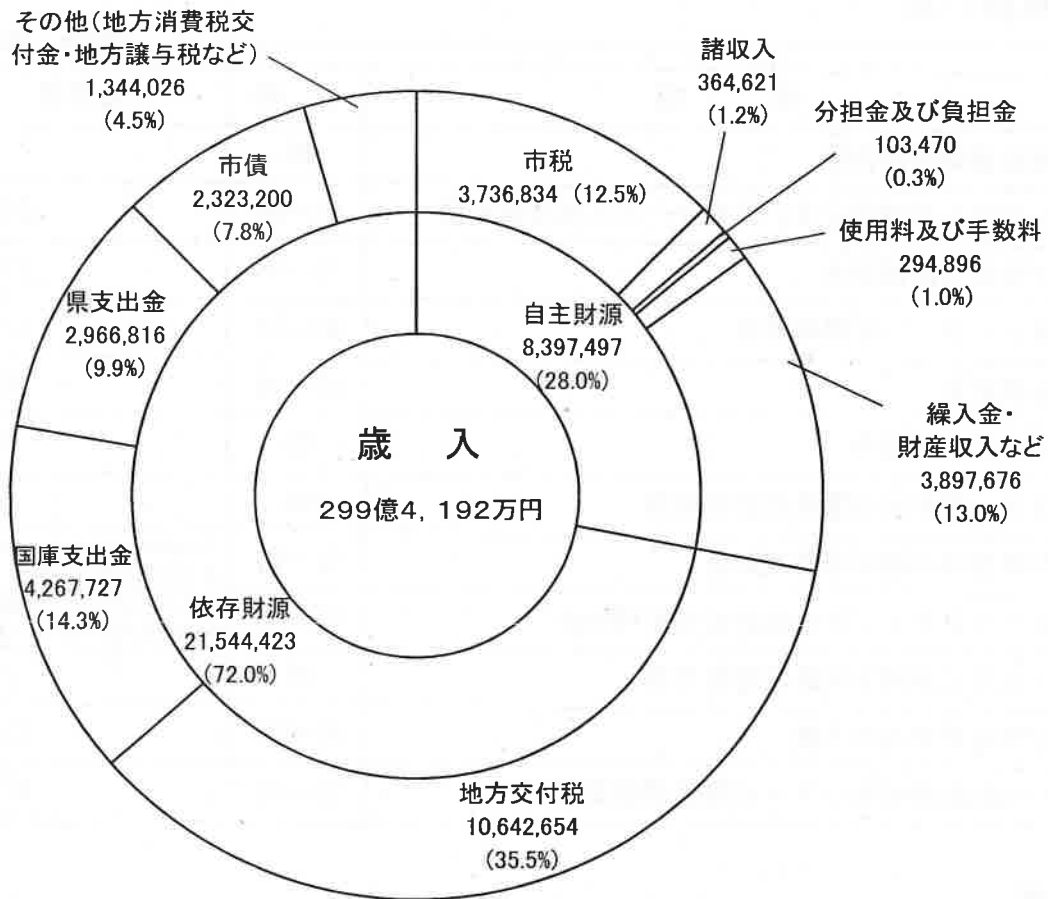 その他(地方消費税交
付金・地方譲与税など)
1,344,026
(4.5%)
諸収入
364,621
(1.2%)
分担金及び負担金
103,470
(0.3%)
市税
3,736,834 (12.5%)
市債
2,323,200
(7.8%)
使用料及び手数料
294,896
(1.0%)
県支出金
2,966,816
(9.9%)
自主財源
8,397,497
(28.0%)
繰入金・
財産収入など
3,897,676
(13.0%)
歳 入
299億4,192万円
国庫支出金
4,267,727
(14.3%)
依存財源
21,544,423
(72.0%)
地方交付税
10,642,654
(35.5%)